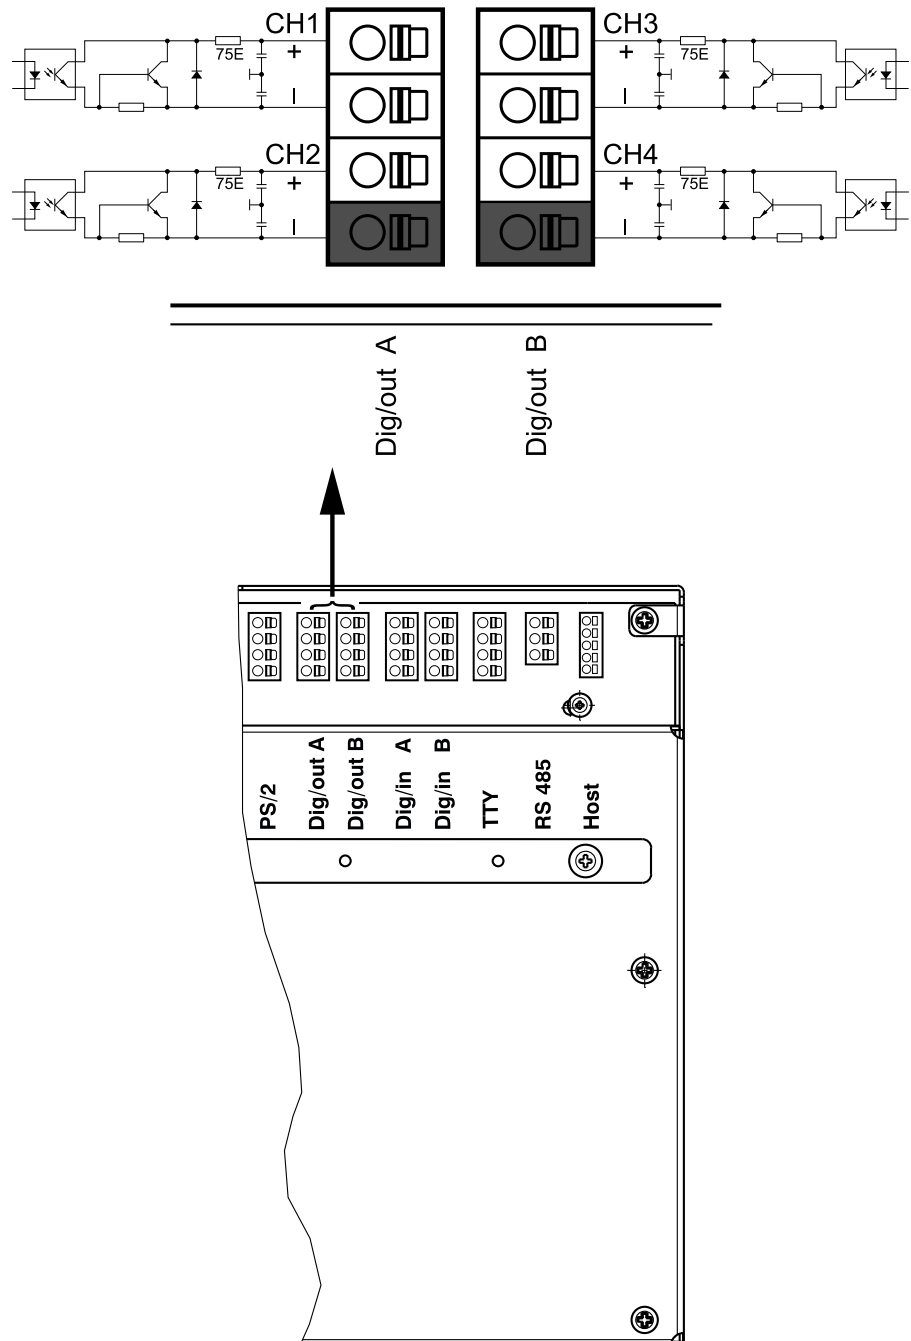 CH1
+
75E
−
CH2
+
75E
−
CH3
+
75E
−
CH4
+
75E
−
Dig/out A
Dig/out B
PS/2
Dig/out A
Dig/out B
Dig/in A
Dig/in B
TTY
RS 485
Host